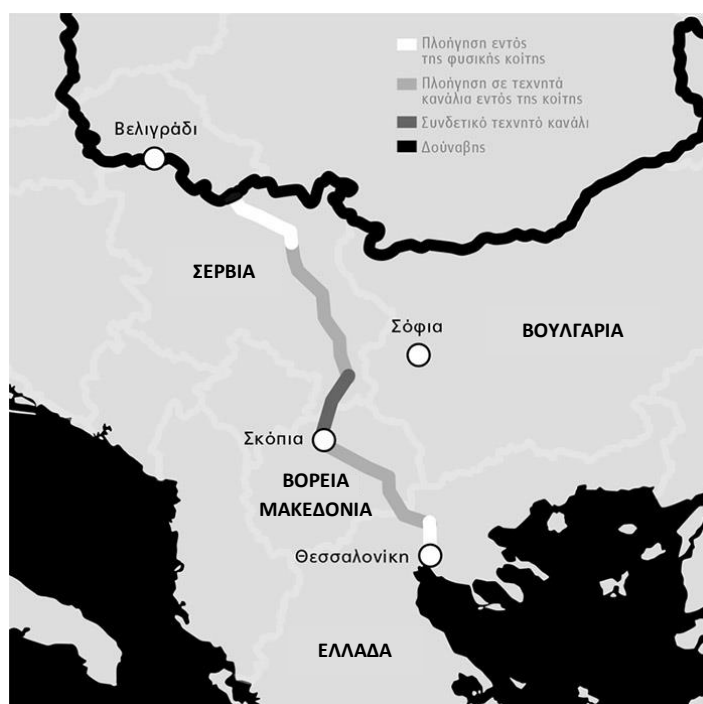 Πλοήγηση εντός
της φυσικής κοίτης
Πλοήγηση σε τεχνητά
κανάλια εντός της κοίτης
Συνδετικό τεχνητό κανάλι
Δούναβης
Βελιγράδι
ΣΕΡΒΙΑ
Σόφια
ΒΟΥΛΓΑΡΙΑ
Σκόπια
ΒΟΡΕΙΑ
ΜΑΚΕΔΟΝΙΑ
Θεσσαλονίκη
ΕΛΛΑΔΑ